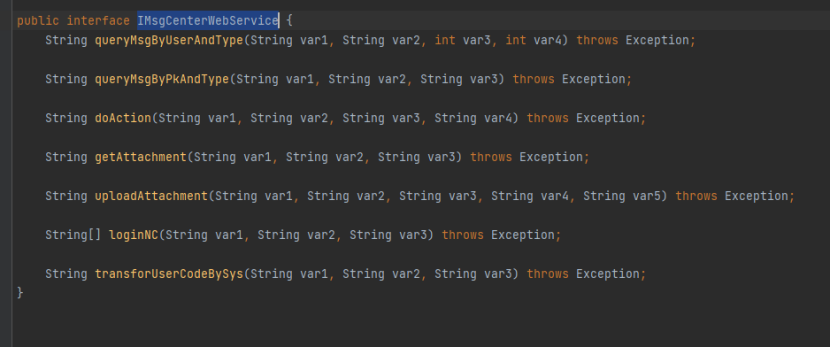 public interface IMsgCenterWebService {
String queryMsgByUserAndType(String var1, String var2, int var3, int var4) throws Exception;
String queryMsgByPkAndType(String var1, String var2, String var3) throws Exception;
String doAction(String var1, String var2, String var3, String var4) throws Exception;
String getAttachment(String var1, String var2, String var3) throws Exception;
String uploadAttachment(String var1, String var2, String var3, String var4, String var5) throws Exception;
String[] loginNC(String var1, String var2, String var3) throws Exception;
String transforUserCodeBySys(String var1, String var2, String var3) throws Exception;
}